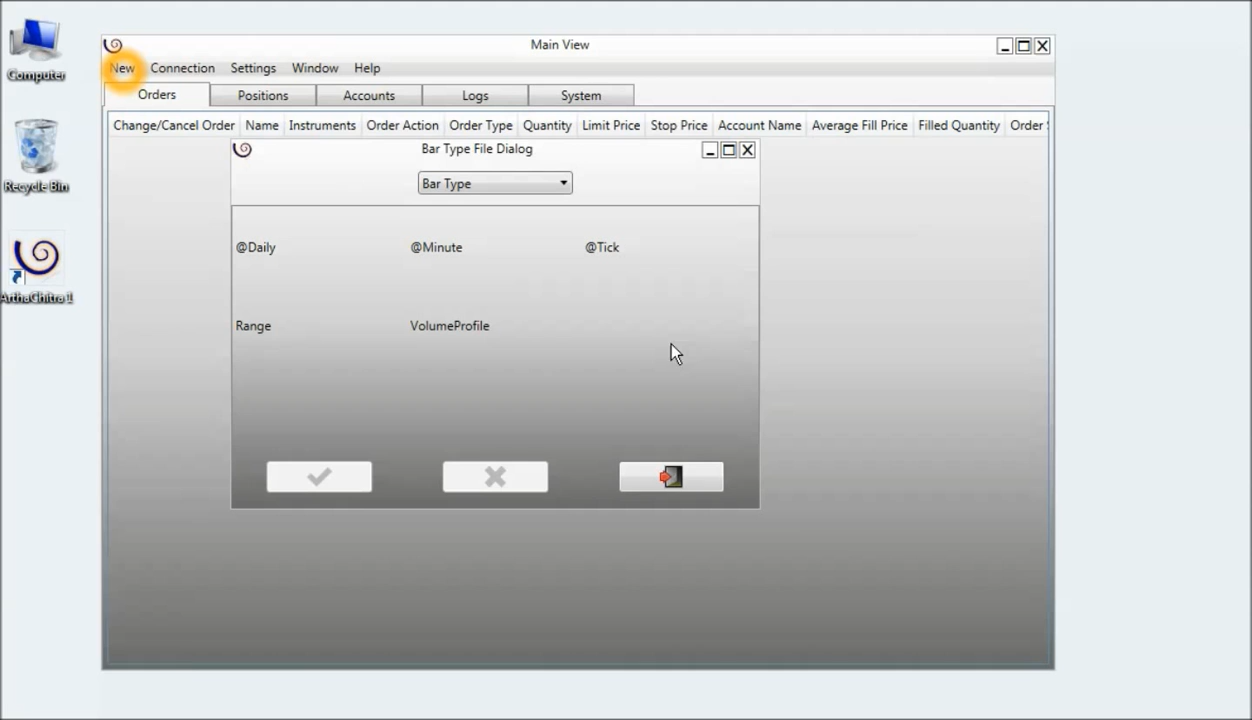 Computer
Recycle Bin
Main View
New Connection Settings Window Help
Orders Positions Accounts Logs System
Change/Cancel Order Name Instruments Order Action Order Type Quantity Limit Price Stop Price Account Name Average Fill Price Filled Quantity Order
Bar Type File Dialog
Bar Type
@Daily @Minute @Tick
Range VolumeProfile